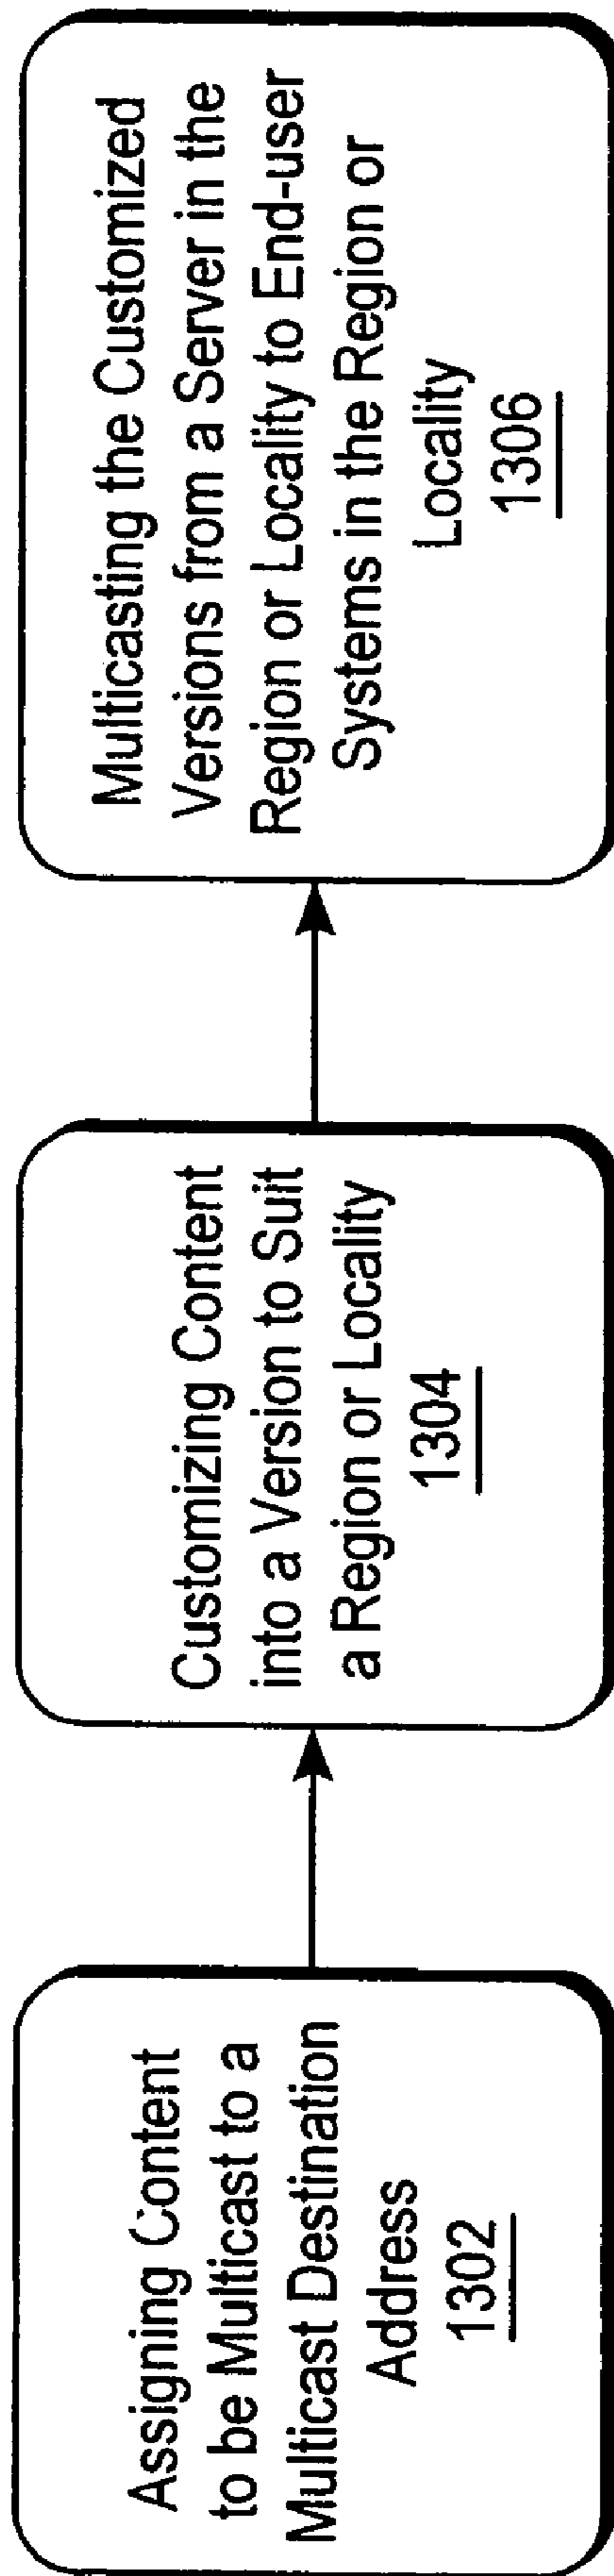 Assigning Content
to be Multicast to a
Multicast Destination
Address
1302
Customizing Content
into a Version to Suit
a Region or Locality
1304
Multicasting the Customized
Versions from a Server in the
Region or Locality to End-user
Systems in the Region or
Locality
1306